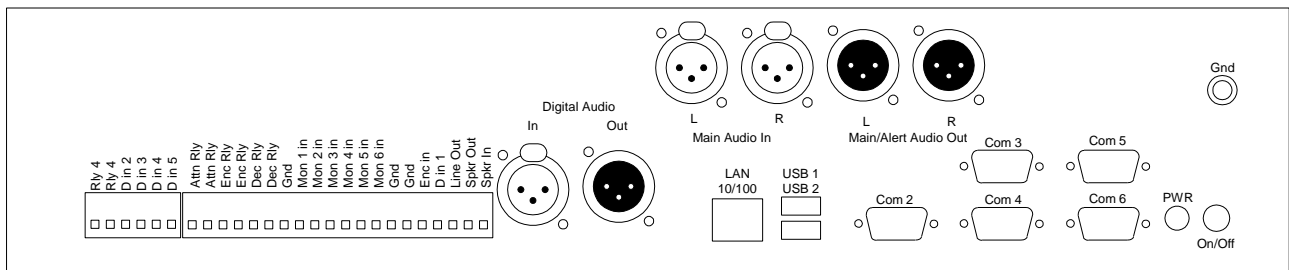 Rly 4
Rly 4
D in 2
D in 3
D in 4
D in 5
Attn Rly
Attn Rly
Enc Rly
Enc Rly
Dec Rly
Dec Rly
Gnd
Mon 1 in
Mon 2 in
Mon 3 in
Mon 4 in
Mon 5 in
Mon 6 in
Gnd
Gnd
Enc in
D in 1
Line Out
Spkr Out
Spkr In
Digital Audio
In
Out
L
R
Main Audio In
L
R
Main/Alert Audio Out
Gnd
LAN
10/100
USB 1
USB 2
Com 3
Com 5
Com 2
Com 4
Com 6
PWR
On/Off